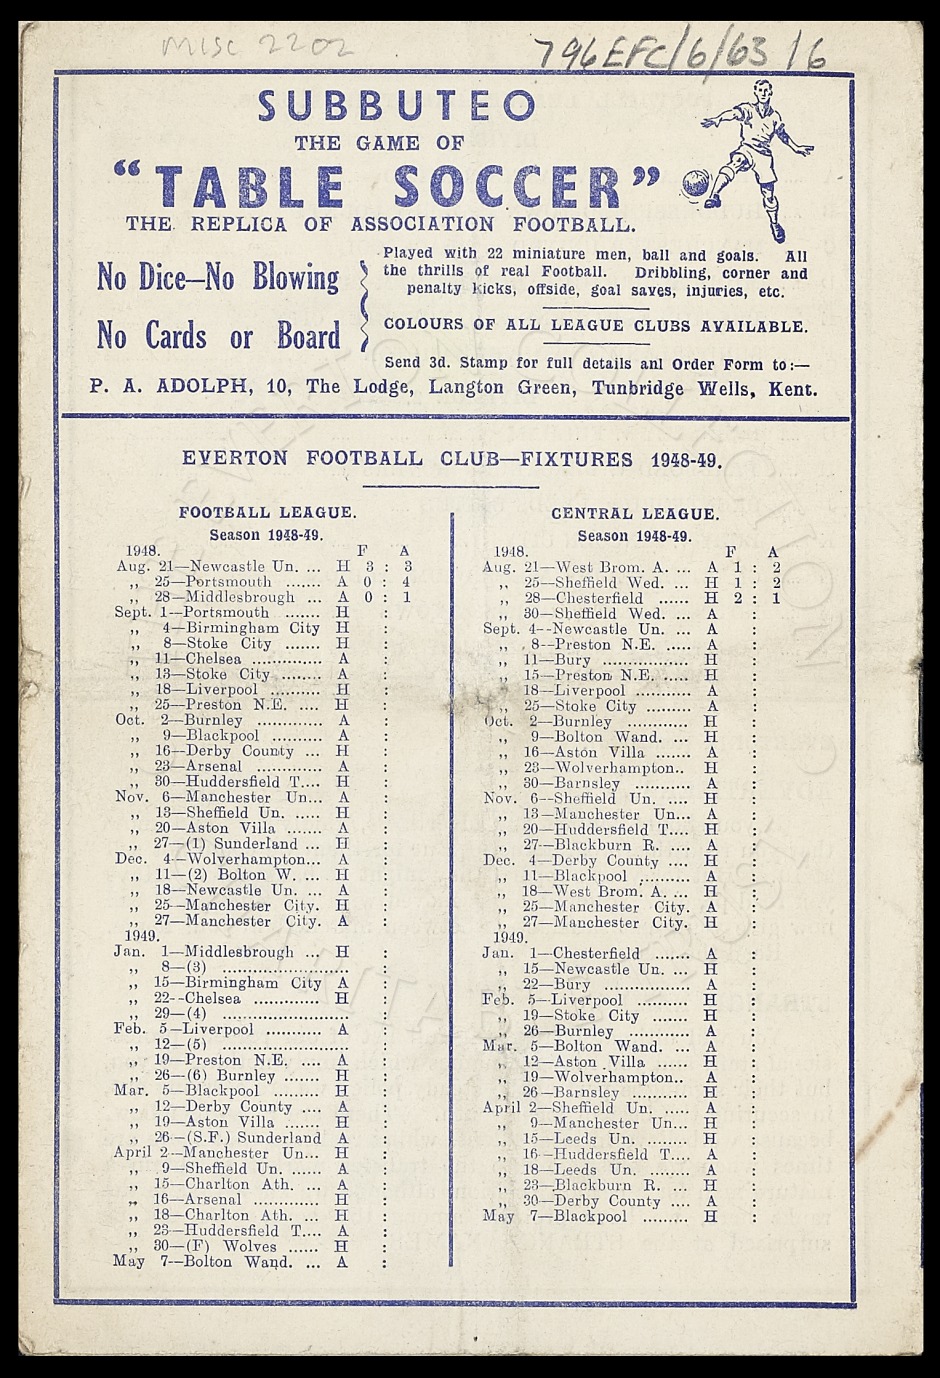 MISC 2202
796EFC/6/63/6
SUBBUTEO
THE GAME OF
“TABLE SOCCER”
THE REPLICA OF ASSOCIATION FOOTBALL.
No Dice—No Blowing
No Cards or Board
Played with 22 miniature men, ball and goals. All
the thrills of real Football. Dribbling, corner and
penalty kicks, offside, goal saves, injuries, etc.
COLOURS OF ALL LEAGUE CLUBS AVAILABLE.
Send 3d. Stamp for full details anl Order Form to:—
P. A. ADOLPH, 10, The Lodge, Langton Green, Tunbridge Wells, Kent.
EVERTON FOOTBALL CLUB—FIXTURES 1948-49.
FOOTBALL LEAGUE.
Season 1948-49.
1948. F A
Aug. 21—Newcastle Un. ... H 3 : 3
,, 25—Portsmouth ....... A 0 : 4
,, 28—Middlesbrough ... A 0 : 1
Sept. 1—Portsmouth ....... H :
,, 4—Birmingham City H :
,, 8—Stoke City ....... H :
,, 11—Chelsea .............. A :
,, 13—Stoke City ........ A :
,, 18—Liverpool .......... H :
,, 25—Preston N.E. .... H :
Oct. 2—Burnley ............. A :
,, 9—Blackpool .......... A :
,, 16—Derby County ... H :
,, 23—Arsenal ............. A :
,, 30—Huddersfield T.... H :
Nov. 6—Manchester Un... A :
,, 13—Sheffield Un. ..... H :
,, 20—Aston Villa ....... A :
,, 27—(1) Sunderland ... H :
Dec. 4—Wolverhampton... A :
,, 11—(2) Bolton W. ... H :
,, 18—Newcastle Un. ... A :
,, 25—Manchester City. H :
,, 27—Manchester City. A :
1949.
Jan. 1—Middlesbrough ... H :
,, 8—(3) ......................... :
,, 15—Birmingham City A :
,, 22--Chelsea ............. H :
,, 29—(4) ......................... :
Feb. 5—Liverpool ........... A :
,, 12—(5) ......................... :
,, 19—Preston N.E. .... A :
,, 26—(6) Burnley ....... H :
Mar. 5—Blackpool ......... H :
,, 12—Derby County .... A :
,, 19—Aston Villa ....... H :
,, 26—(S.F.) Sunderland A :
April 2—Manchester Un... H :
,, 9—Sheffield Un. ...... A :
,, 15—Charlton Ath. ... A :
,, 16—Arsenal ............. H :
,, 18—Charlton Ath. ... H :
,, 23—Huddersfield T.... A :
,, 30—(F) Wolves ...... H :
May 7--Bolton Wand. ... A :
CENTRAL LEAGUE.
Season 1948-49.
1948. F A
Aug. 21—West Brom. A. ... A 1 : 2
,, 25—Sheffield Wed. ... H 1 : 2
,, 28—Chesterfield ...... H 2 : 1
,, 30—Sheffield Wed. ... A :
Sept. 4--Newcastle Un. ... A :
,, 8--Preston N.E. ..... A :
,, 11—Bury ................. H :
,, 15—Preston N.E. ..... H :
,, 18—Liverpool ........... A :
,, 25—Stoke City ......... A :
Oct. 2—Burnley ............ H :
,, 9—Bolton Wand. ... H :
,, 16—Aston Villa ....... A :
,, 23—Wolverhampton.. H :
,, 30—Barnsley ........... A :
Nov. 6--Sheffield Un. .... H :
,, 13—Manchester Un... A :
,, 20—Huddersfield T.... H :
,, 27—Blackburn R. .... A :
Dec. 4—Derby County .... H :
,, 11—Blackpool .......... A :
,, 18—West Brom. A. ... H :
,, 25—Manchester City. A :
,, 27—Manchester City. H :
1949.
Jan. 1—Chesterfield ....... A :
,, 15—Newcastle Un. ... H :
,, 22—Bury ................. A :
Feb. 5—Liverpool .......... H :
,, 19—Stoke City ....... H :
,, 26—Burnley ............ A :
Mar. 5—Bolton Wand. ... A :
,, 12—Aston Villa ...... H :
,, 19—Wolverhampton.. A :
,, 26—Barnsley ........... H :
April 2—Sheffield Un. ..... A :
,, 9—Manchester Un... H :
,, 15—Leeds Un. ........ H :
,, 16—Huddersfield T.... A :
,, 18—Leeds Un. ........ A :
,, 23—Blackburn R. ... H :
,, 30—Derby County .... A :
May 7—Blackpool ......... H :